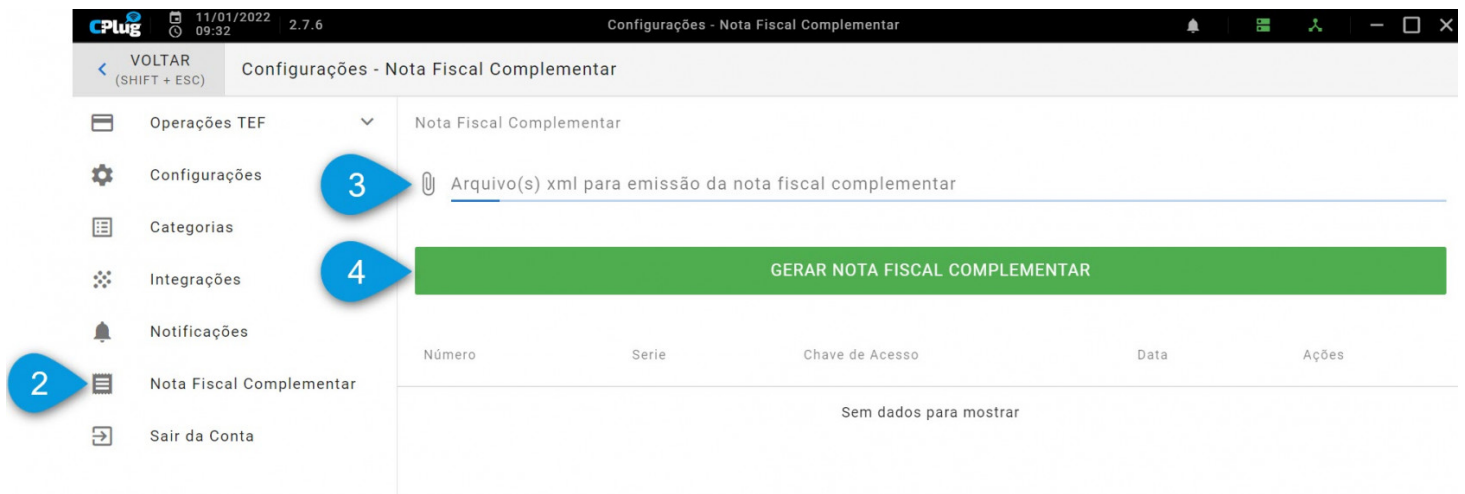 CPlug
11/01/2022
09:32
2.7.6
Configurações - Nota Fiscal Complementar
VOLTAR
(SHIFT + ESC)
Configurações - Nota Fiscal Complementar
Operações TEF
Nota Fiscal Complementar
Configurações
3
Arquivo(s) xml para emissão da nota fiscal complementar
Categorias
Integrações
4
GERAR NOTA FISCAL COMPLEMENTAR
Notificações
Número Serie Chave de Acesso Data Ações
2
Nota Fiscal Complementar
Sem dados para mostrar
Sair da Conta